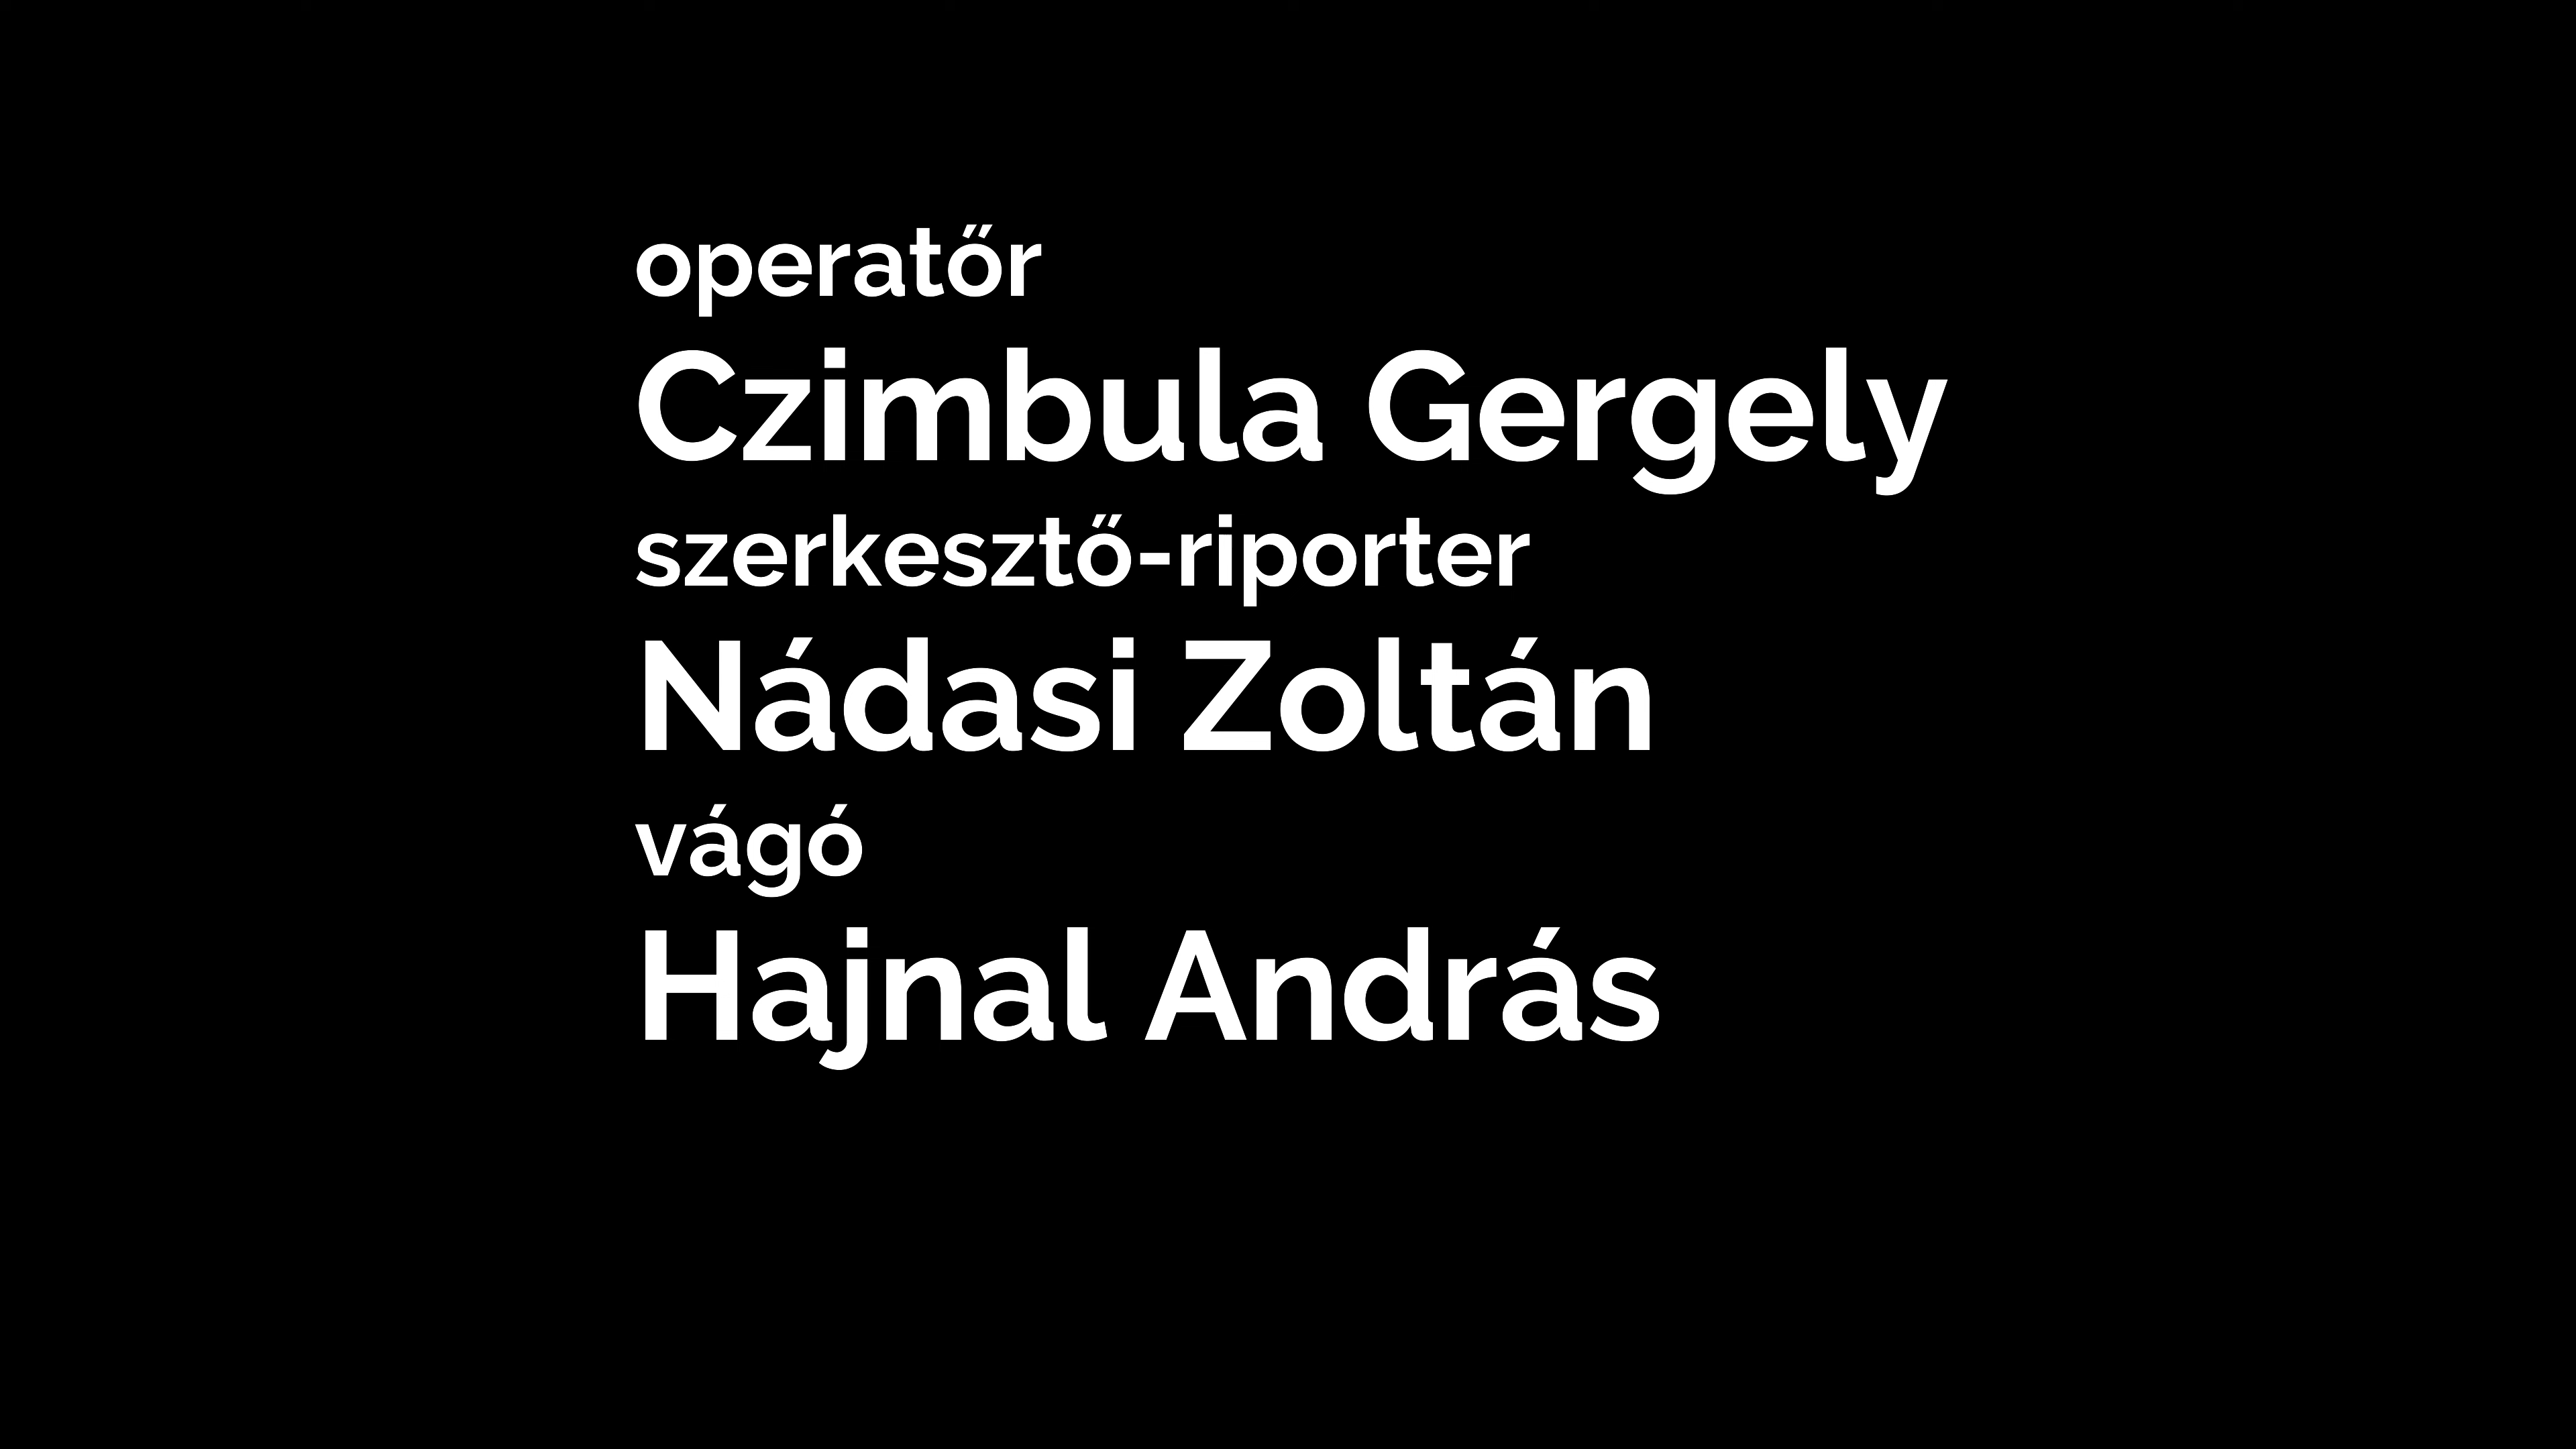 operatőr
Czimbula Gergely
szerkesztő-riporter
Nádasi Zoltán
vágó
Hajnal András